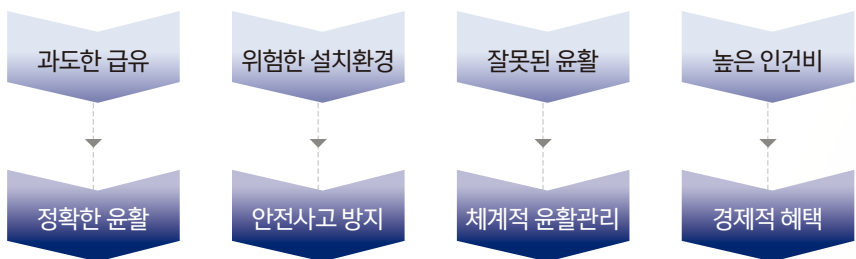 과도한 급유
위험한 설치환경
잘못된 윤활
높은 인건비
정확한 윤활
안전사고 방지
체계적 윤활관리
경제적 혜택